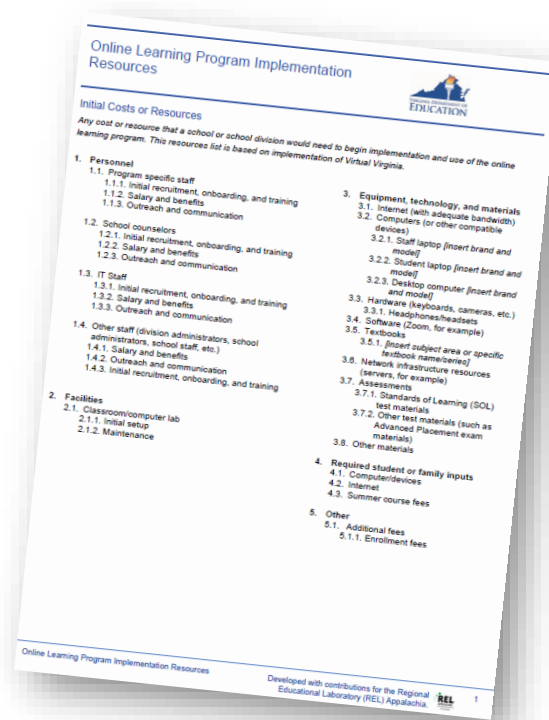 Online Learning Program Implementation
Resources
VIRGINIA DEPARTMENT OF
EDUCATION
Initial Costs or Resources
Any cost or resource that a school or school division would need to begin implementation and use of the online
learning program. This resources list is based on implementation of Virtual Virginia.
1. Personnel
1.1. Program specific staff
1.1.1. Initial recruitment, onboarding, and training
1.1.2. Salary and benefits
1.1.3. Outreach and communication
1.2. School counselors
1.2.1. Initial recruitment, onboarding, and training
1.2.2. Salary and benefits
1.2.3. Outreach and communication
1.3. IT Staff
1.3.1. Initial recruitment, onboarding, and training
1.3.2. Salary and benefits
1.3.3. Outreach and communication
1.4. Other staff (division administrators, school
administrators, school staff, etc.)
1.4.1. Salary and benefits
1.4.2. Outreach and communication
1.4.3. Initial recruitment, onboarding, and training
2. Facilities
2.1. Classroom/computer lab
2.1.1. Initial setup
2.1.2. Maintenance
3. Equipment, technology, and materials
3.1. Internet (with adequate bandwidth)
3.2. Computers (or other compatible
devices)
3.2.1. Staff laptop [insert brand and
model]
3.2.2. Student laptop [insert brand and
model]
3.2.3. Desktop computer [insert brand
and model]
3.3. Hardware (keyboards, cameras, etc.)
3.3.1. Headphones/headsets
3.4. Software (Zoom, for example)
3.5. Textbooks
3.5.1. [insert subject area or specific
textbook name/series]
3.6. Network infrastructure resources
(servers, for example)
3.7. Assessments
3.7.1. Standards of Learning (SOL)
test materials
3.7.2. Other test materials (such as
Advanced Placement exam
materials)
3.8. Other materials
4. Required student or family inputs
4.1. Computer/devices
4.2. Internet
4.3. Summer course fees
5. Other
5.1. Additional fees
5.1.1. Enrollment fees
Online Learning Program Implementation Resources
Developed with contributions for the Regional
Educational Laboratory (REL) Appalachia.
REL
1